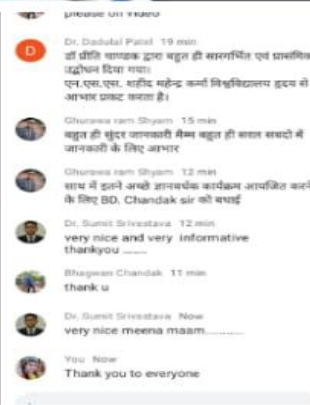 please on video
D
Dr. Dadulal Patel 19 min
डॉ प्रीति चाण्डक द्वारा बहुत ही सारगर्भित एवं प्रासंगिक
उद्बोधन दिया गया।
एन.एस.एस. शहीद महेन्द्र कर्मा विश्वविद्यालय हृदय से
आभार प्रकट करता है।
Ghurawa ram Shyam 15 min
बहुत ही सुंदर जानकारी मैम्म बहुत ही सरल सबदो में
जानकारी के लिए आभार
Ghurawa ram Shyam 12 min
साथ में इतने अच्छे ज्ञानवर्धक कार्यक्रम आयजित करने
के लिए BD. Chandak sir को बधाई
Dr. Sumit Srivastava 12 min
very nice and very informative
thankyou .......
Bhagwan Chandak 11 min
thank u
Dr. Sumit Srivastava Now
very nice meena maam...........
You Now
Thank you to everyone